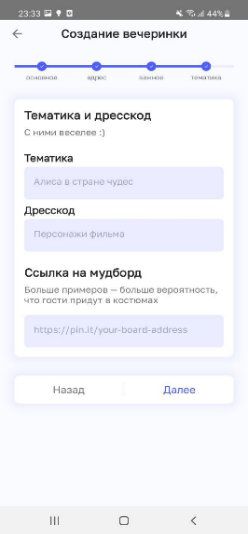 23:33
44%
Создание вечеринки
основное
адрес
важное
тематика
Тематика и дресскод
С ними веселее :)
Тематика
Алиса в стране чудес
Дресскод
Персонажи фильма
Ссылка на мудборд
Больше примеров — больше вероятность,
что гости придут в костюмах
https://pin.it/your-board-address
Назад
Далее